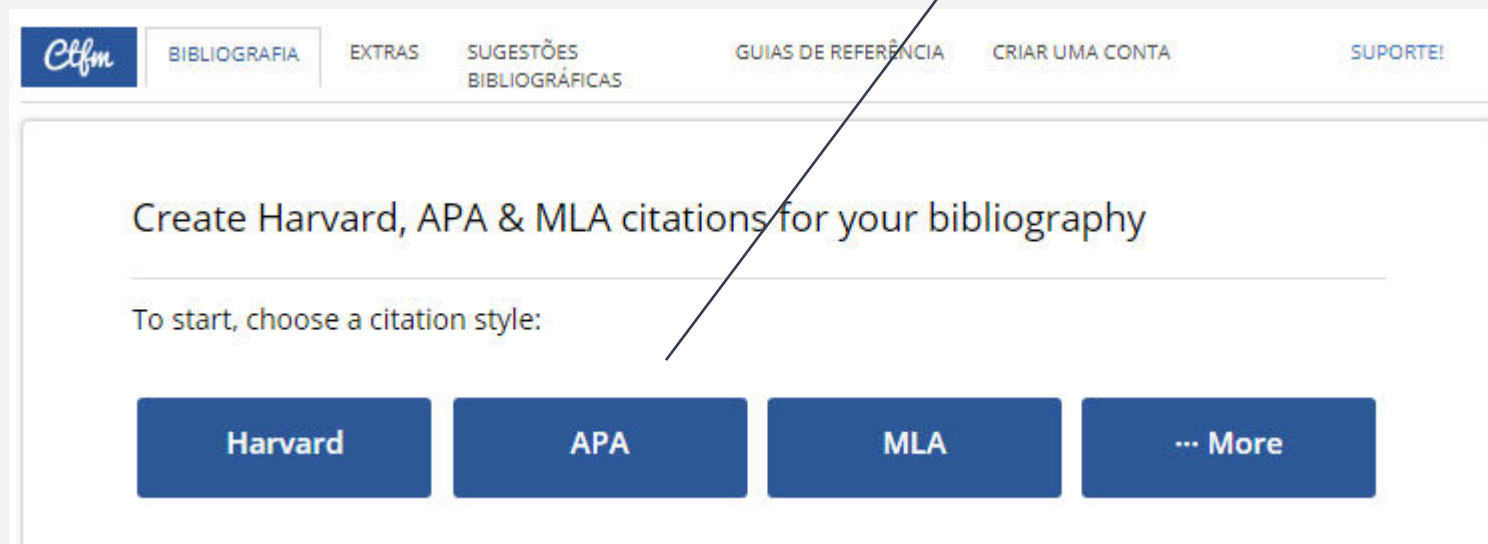 Ctfm
BIBLIOGRAFIA
EXTRAS
SUGESTÕES
BIBLIOGRÁFICAS
GUIAS DE REFERÊNCIA
CRIAR UMA CONTA
SUPORTE!
Create Harvard, APA & MLA citations for your bibliography
To start, choose a citation style:
Harvard
APA
MLA
··· More